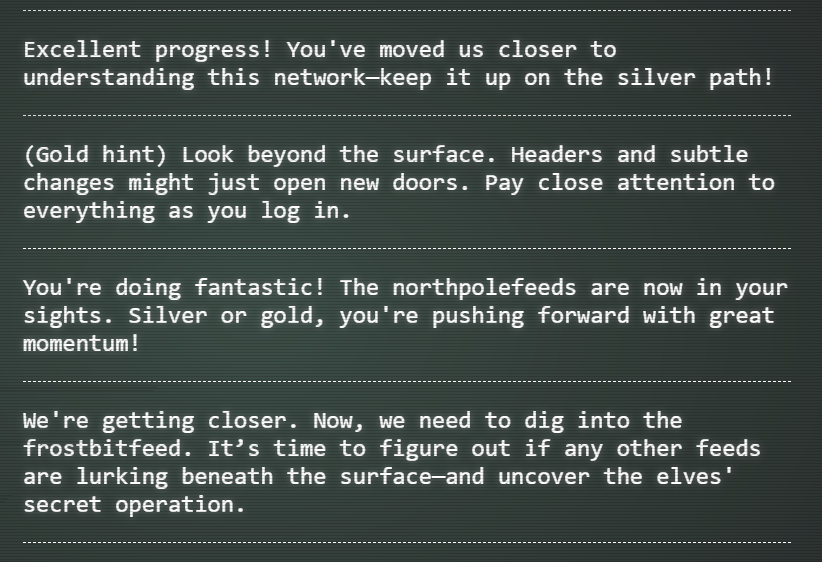 Excellent progress! You've moved us closer to
understanding this network—keep it up on the silver path!
(Gold hint) Look beyond the surface. Headers and subtle
changes might just open new doors. Pay close attention to
everything as you log in.
You're doing fantastic! The northpolefeeds are now in your
sights. Silver or gold, you're pushing forward with great
momentum!
We're getting closer. Now, we need to dig into the
frostbitfeed. It’s time to figure out if any other feeds
are lurking beneath the surface—and uncover the elves'
secret operation.